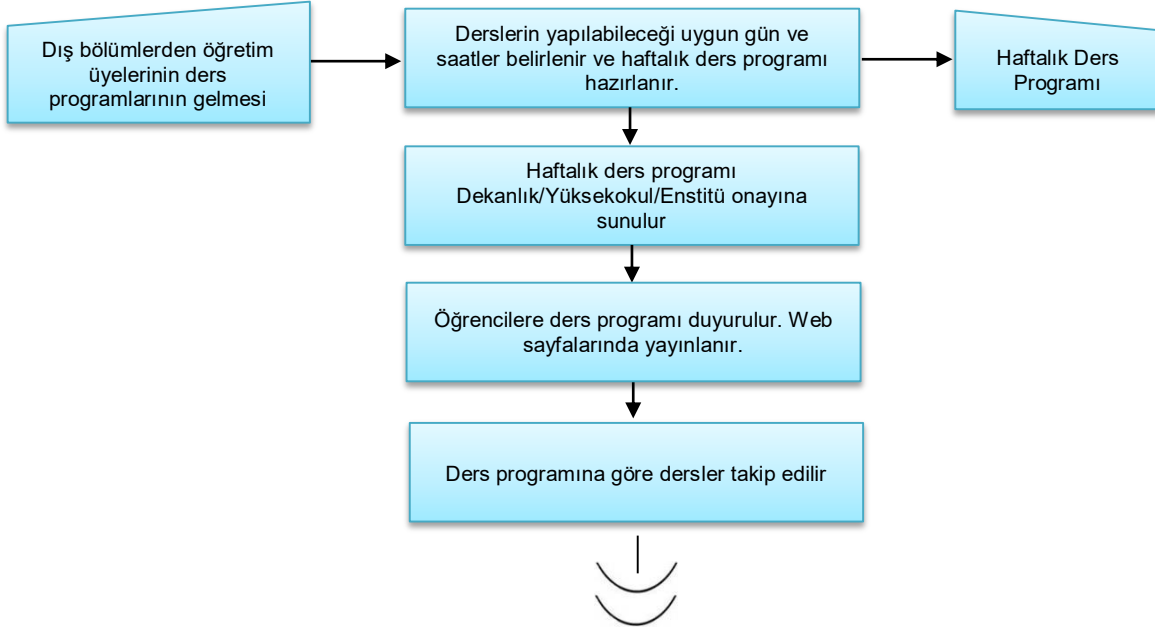 Dış bölümlerden öğretim
üyelerinin ders
programlarının gelmesi
Derslerin yapılabileceği uygun gün ve
saatler belirlenir ve haftalık ders programı
hazırlanır.
Haftalık Ders
Programı
Haftalık ders programı
Dekanlık/Yüksekokul/Enstitü onayına
sunulur
Öğrencilere ders programı duyurulur. Web
sayfalarında yayınlanır.
Ders programına göre dersler takip edilir